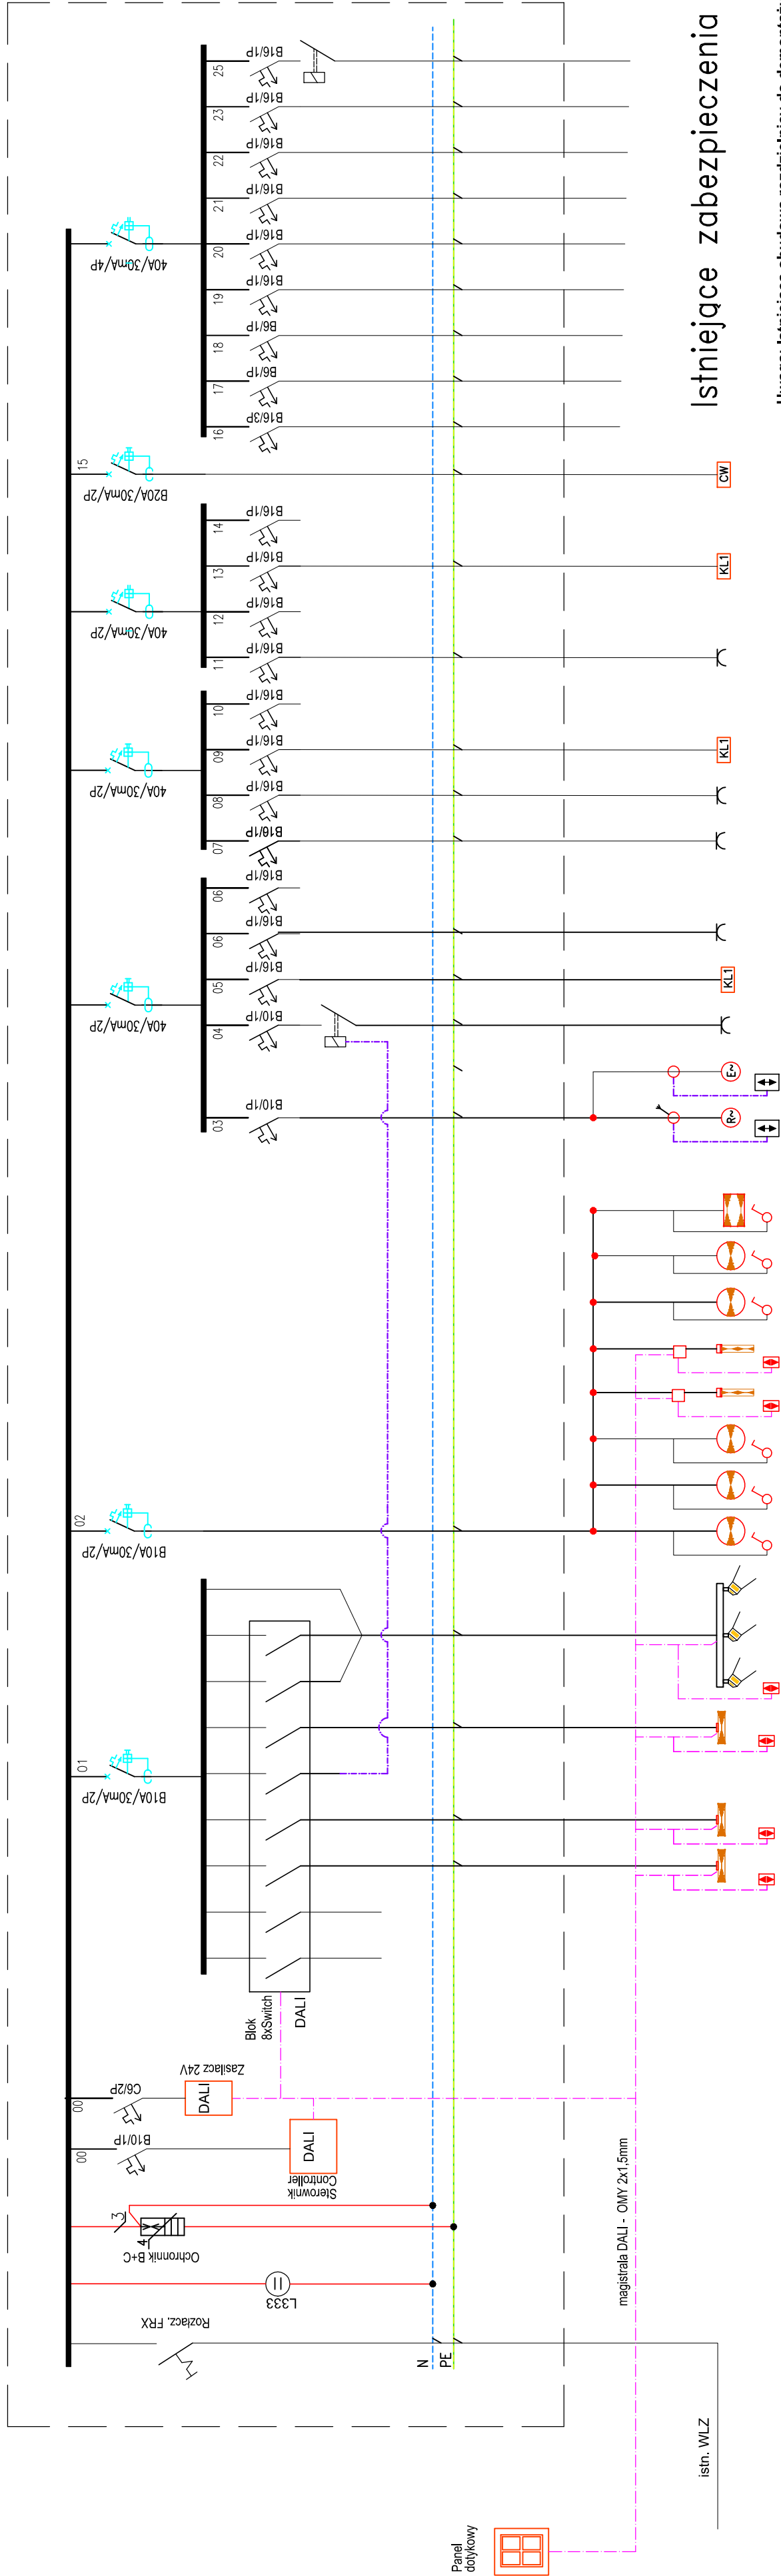 Panel
dotykowy
istn. WLZ
magistrala DALI - OMY 2x1,5mm
N
PE
Rozłacz. FRX
L333
Ochronnik B+C
3
4
00
B10/1P
DALI
Sterownik
Controller
00
C6/2P
DALI
Zasilacz 24V
Blok
8xSwitch
DALI
01
B10A/30mA/2P
02
B10A/30mA/2P
40A/30mA/2P
03
B10/1P
04
B10/1P
05
B16/1P
06
B16/1P
06
B16/1P
R~
E~
KL1
40A/30mA/2P
07
B16/1P
08
B16/1P
09
B16/1P
10
B16/1P
KL1
40A/30mA/2P
11
B16/1P
12
B16/1P
13
B16/1P
14
B16/1P
KL1
15
B20A/30mA/2P
CW
40A/30mA/4P
16
B16/3P
17
B6/1P
18
B6/1P
19
B16/1P
20
B16/1P
21
B16/1P
22
B16/1P
23
B16/1P
25
B16/1P
Istniejące zabezpieczenia